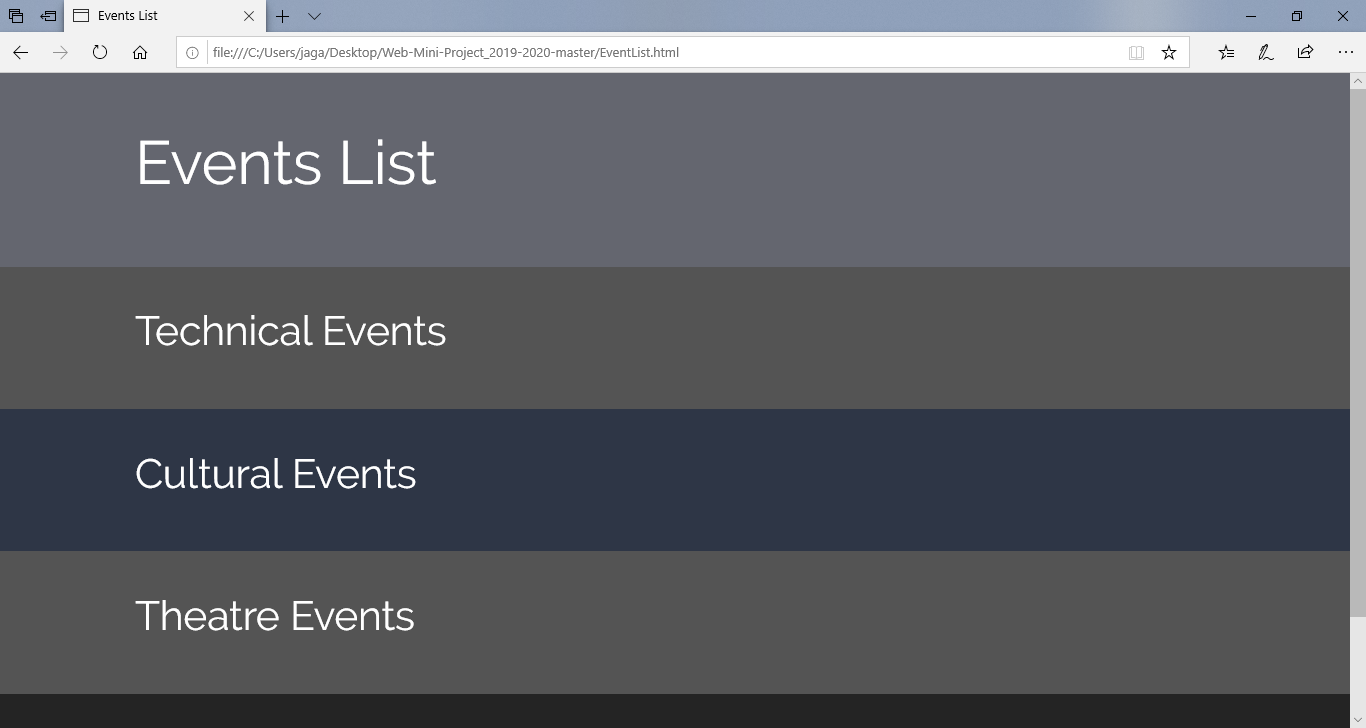 Events List
file:///C:/Users/jaga/Desktop/Web-Mini-Project_2019-2020-master/EventList.html
Events List
Technical Events
Cultural Events
Theatre Events